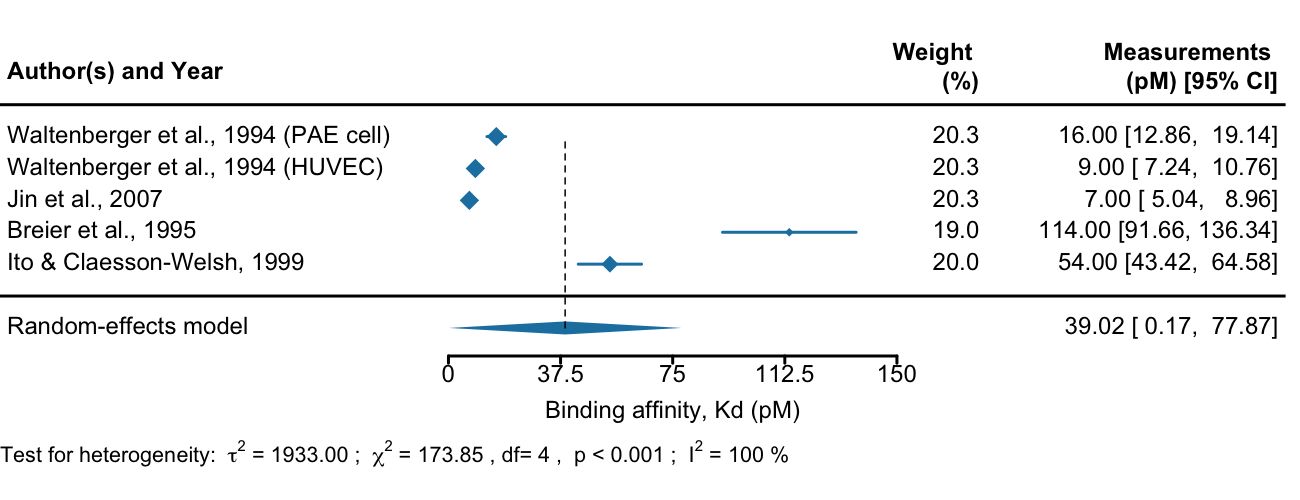 Author(s) and Year Weight (%) Measurements (pM) [95% CI]
Waltenberger et al., 1994 (PAE cell) 20.3 16.00 [12.86, 19.14]
Waltenberger et al., 1994 (HUVEC) 20.3 9.00 [ 7.24, 10.76]
Jin et al., 2007 20.3 7.00 [ 5.04, 8.96]
Breier et al., 1995 19.0 114.00 [91.66, 136.34]
Ito & Claesson-Welsh, 1999 20.0 54.00 [43.42, 64.58]
Random-effects model 39.02 [ 0.17, 77.87]
0 37.5 75 112.5 150
Binding affinity, Kd (pM)
Test for heterogeneity: τ² = 1933.00 ; χ² = 173.85 , df= 4 , p < 0.001 ; I² = 100 %